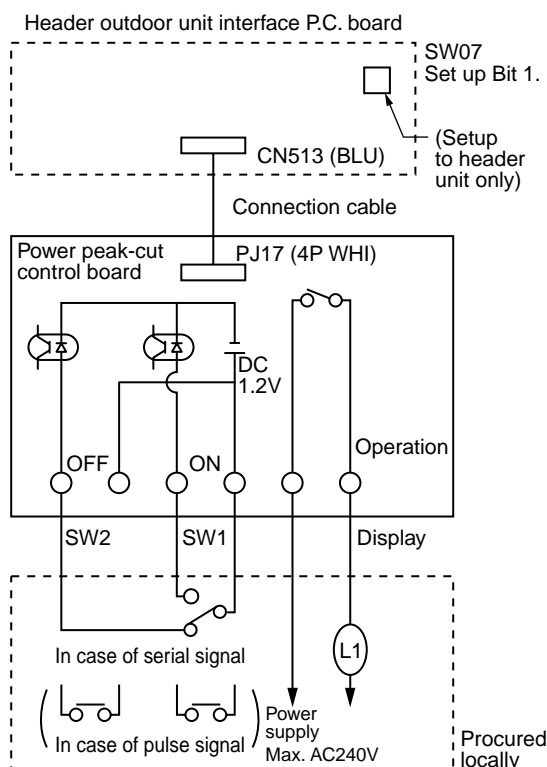 Header outdoor unit interface P.C. board
SW07
Set up Bit 1.
(Setup
to header
unit only)
CN513 (BLU)
Connection cable
Power peak-cut
control board
PJ17 (4P WHI)
DC
1.2V
Operation
OFF
ON
SW2
SW1
Display
L1
In case of serial signal
In case of pulse signal
Power
supply
Max. AC240V
Procured
locally